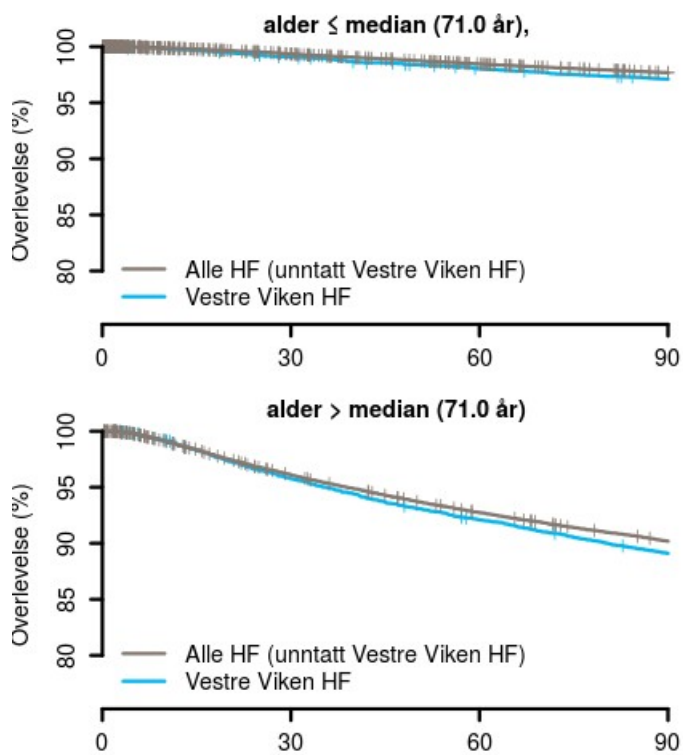 alder ≤ median (71.0 år),
Overlevelse (%)
100
95
90
85
80
Alle HF (unntatt Vestre Viken HF)
Vestre Viken HF
0 30 60 90
alder > median (71.0 år)
Overlevelse (%)
100
95
90
85
80
Alle HF (unntatt Vestre Viken HF)
Vestre Viken HF
0 30 60 90